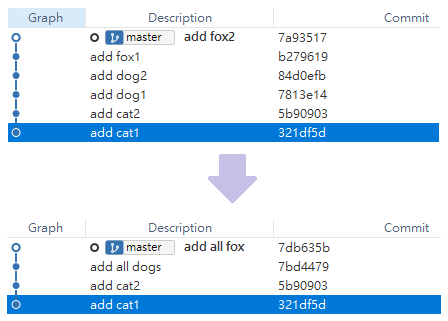 Graph Description Commit
master add fox2 7a93517
add fox1 b279619
add dog2 84d0efb
add dog1 7813e14
add cat2 5b90903
add cat1 321df5d
Graph Description Commit
master add all fox 7db635b
add all dogs 7bd4479
add cat2 5b90903
add cat1 321df5d